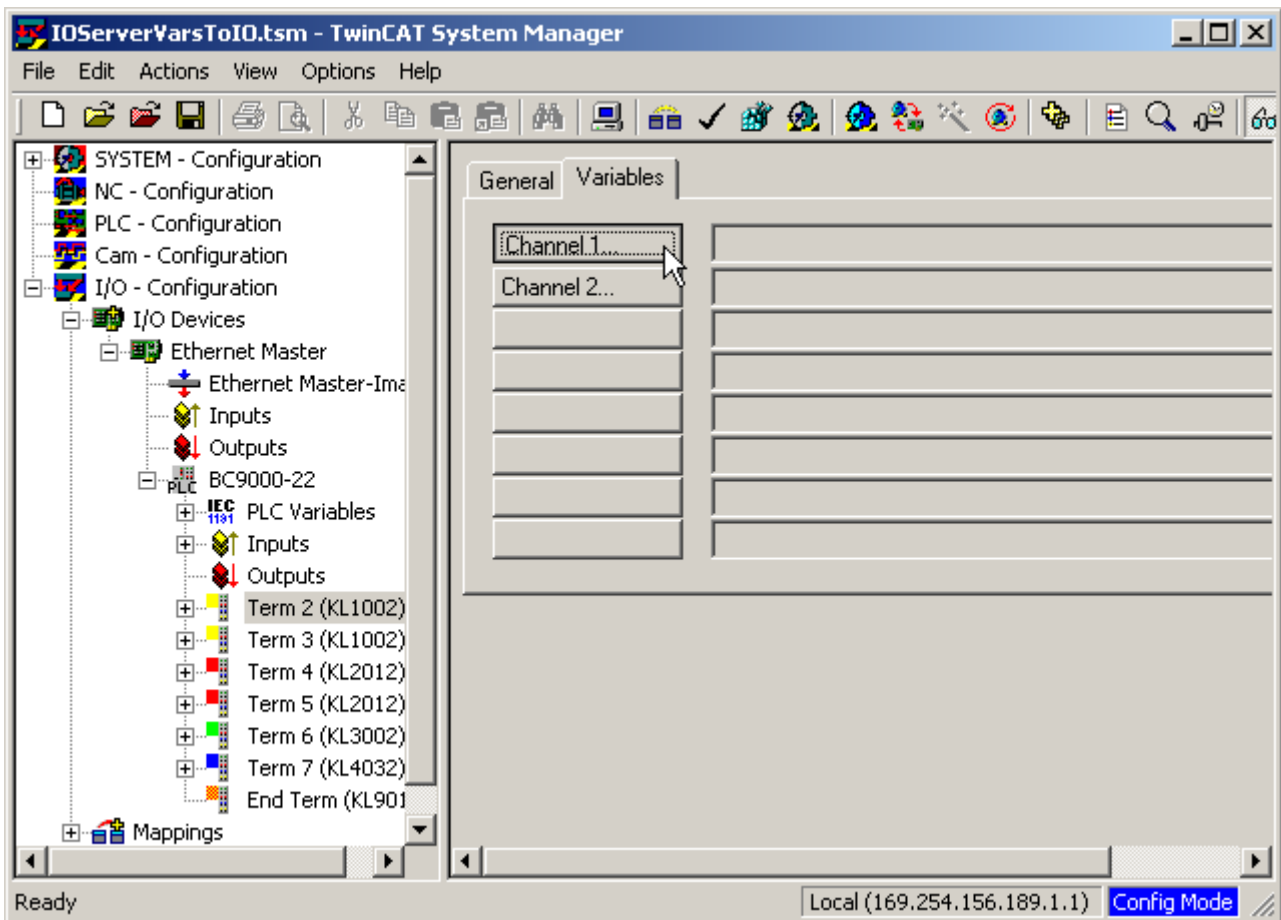 IOServerVarsToIO.tsm - TwinCAT System Manager
File Edit Actions View Options Help
SYSTEM - Configuration
NC - Configuration
PLC - Configuration
Cam - Configuration
I/O - Configuration
I/O Devices
Ethernet Master
Ethernet Master-Ima
Inputs
Outputs
PLC BC9000-22
IEC 1131 PLC Variables
Inputs
Outputs
Term 2 (KL1002)
Term 3 (KL1002)
Term 4 (KL2012)
Term 5 (KL2012)
Term 6 (KL3002)
Term 7 (KL4032)
End Term (KL901
Mappings
General Variables
Channel 1...
Channel 2...
Ready
Local (169.254.156.189.1.1) Config Mode